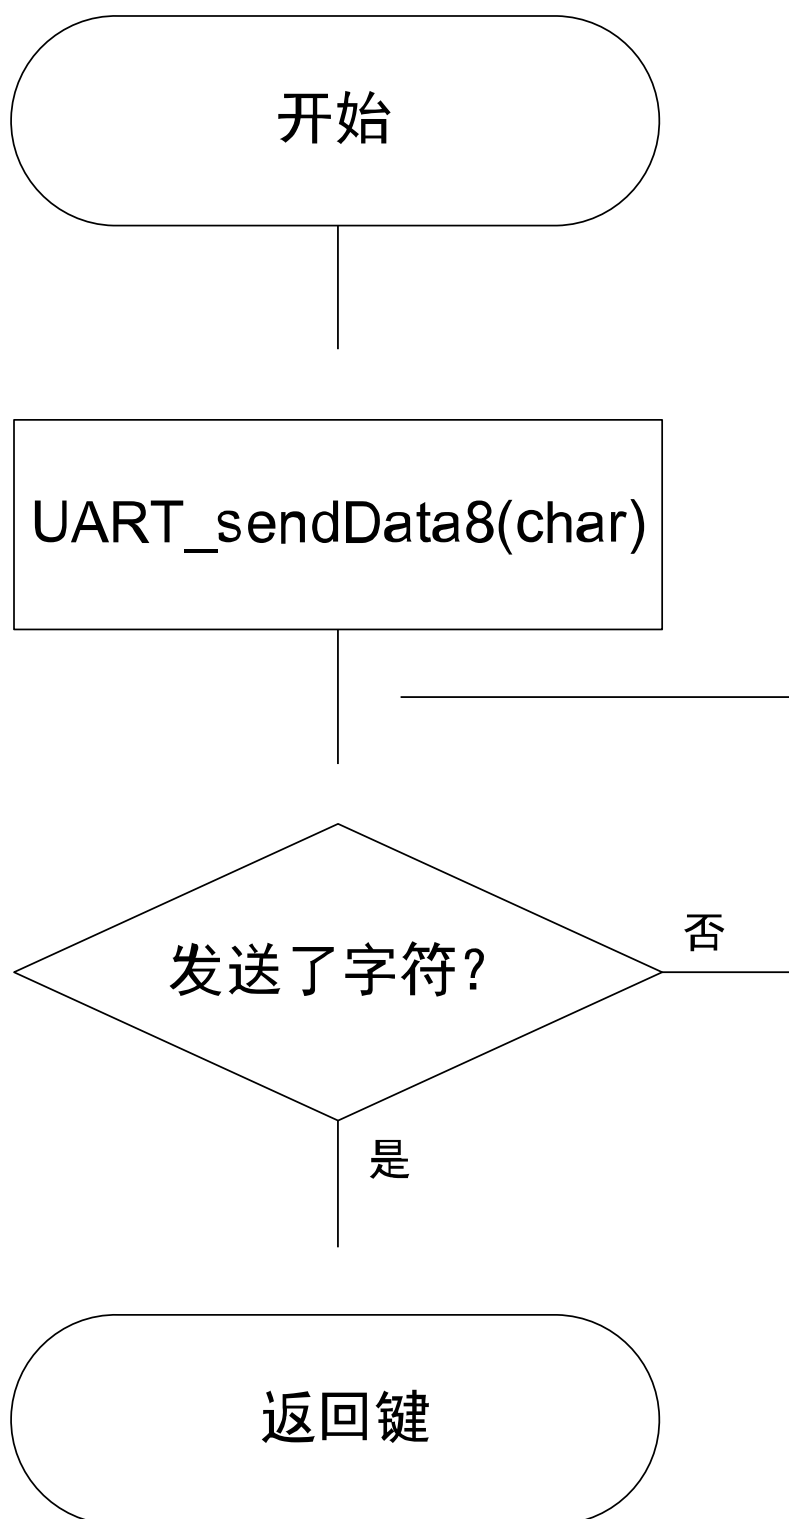 开始
UART_sendData8(char)
发送了字符?
否
是
返回键